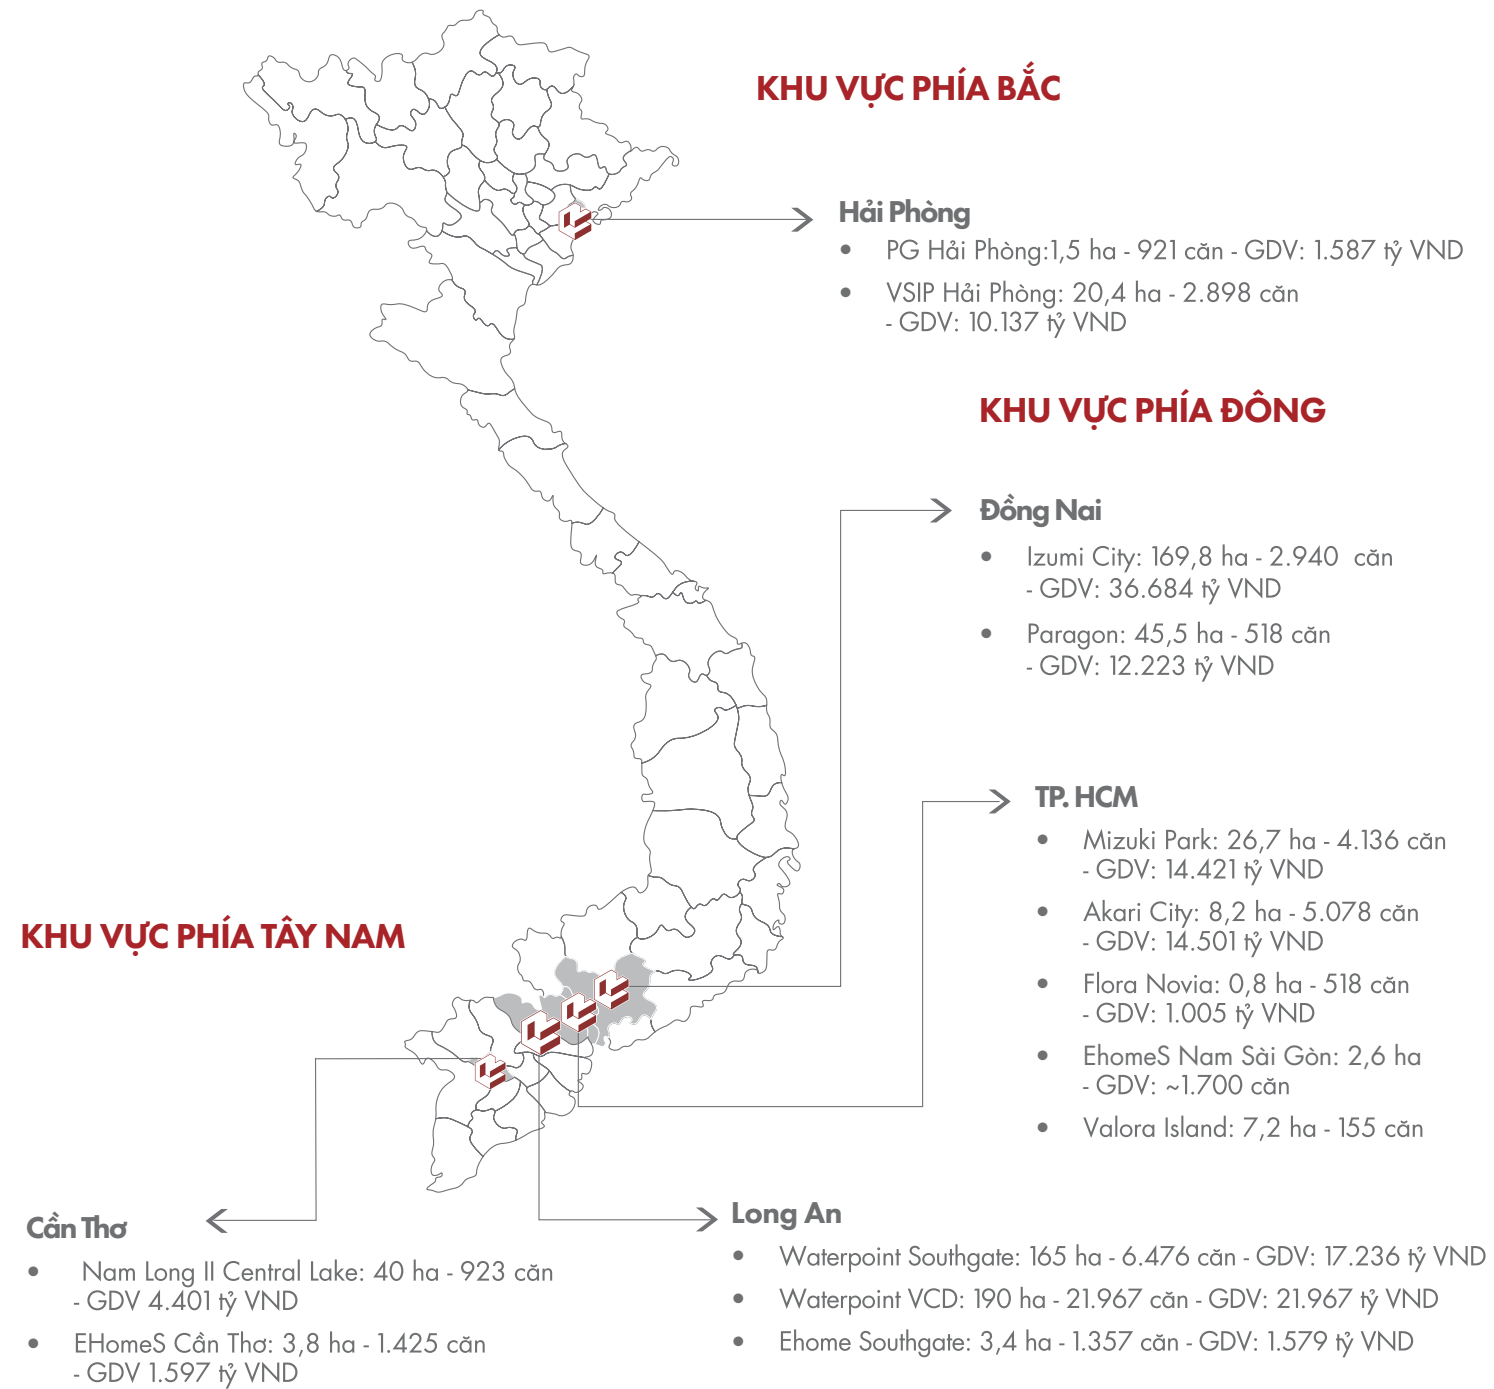 KHU VỰC PHÍA BẮC
Hải Phòng
• PG Hải Phòng:1,5 ha - 921 căn - GDV: 1.587 tỷ VND
• VSIP Hải Phòng: 20,4 ha - 2.898 căn
- GDV: 10.137 tỷ VND
KHU VỰC PHÍA ĐÔNG
Đồng Nai
• Izumi City: 169,8 ha - 2.940 căn
- GDV: 36.684 tỷ VND
• Paragon: 45,5 ha - 518 căn
- GDV: 12.223 tỷ VND
TP. HCM
• Mizuki Park: 26,7 ha - 4.136 căn
- GDV: 14.421 tỷ VND
• Akari City: 8,2 ha - 5.078 căn
- GDV: 14.501 tỷ VND
• Flora Novia: 0,8 ha - 518 căn
- GDV: 1.005 tỷ VND
• EhomeS Nam Sài Gòn: 2,6 ha
- GDV: ~1.700 căn
• Valora Island: 7,2 ha - 155 căn
KHU VỰC PHÍA TÂY NAM
Cần Thơ
• Nam Long II Central Lake: 40 ha - 923 căn
- GDV 4.401 tỷ VND
• EHomeS Cần Thơ: 3,8 ha - 1.425 căn
- GDV 1.597 tỷ VND
Long An
• Waterpoint Southgate: 165 ha - 6.476 căn - GDV: 17.236 tỷ VND
• Waterpoint VCD: 190 ha - 21.967 căn - GDV: 21.967 tỷ VND
• Ehome Southgate: 3,4 ha - 1.357 căn - GDV: 1.579 tỷ VND